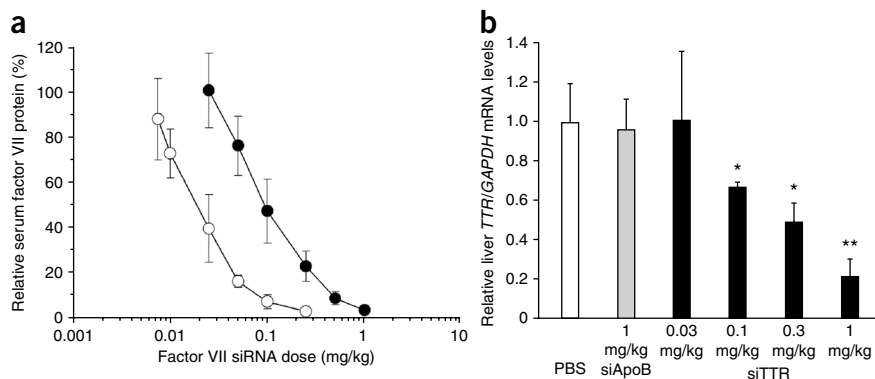 a
Relative serum factor VII protein (%)
120
100
80
60
40
20
0
0.001
0.01
0.1
1
10
Factor VII siRNA dose (mg/kg)
b
Relative liver TTR/GAPDH mRNA levels
1.4
1.2
1.0
0.8
0.6
0.4
0.2
0
*
*
**
1
0.03
0.1
0.3
1
mg/kg
mg/kg
mg/kg
mg/kg
mg/kg
PBS
siApoB
siTTR